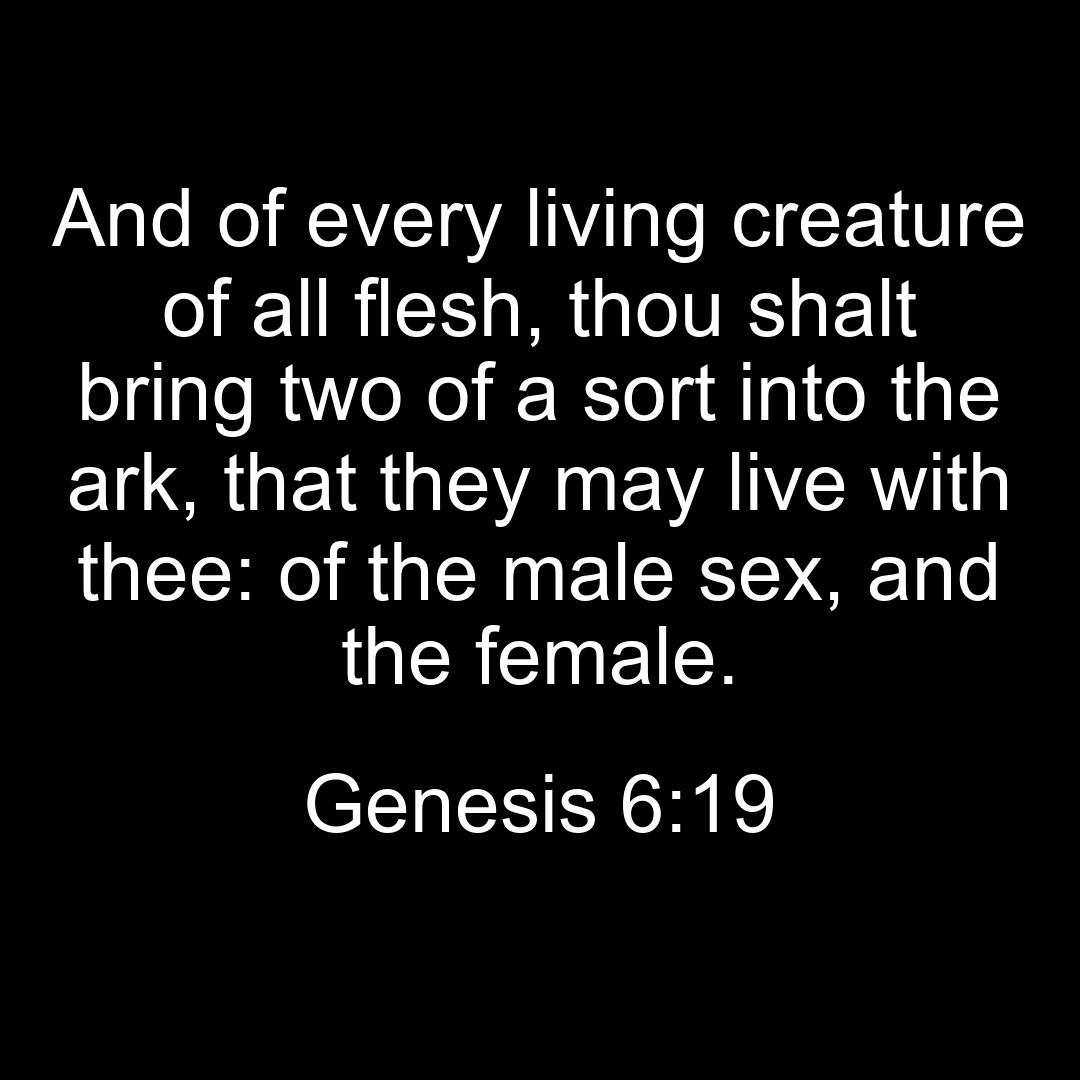 And of every living creature
of all flesh, thou shalt
bring two of a sort into the
ark, that they may live with
thee: of the male sex, and
the female.
Genesis 6:19